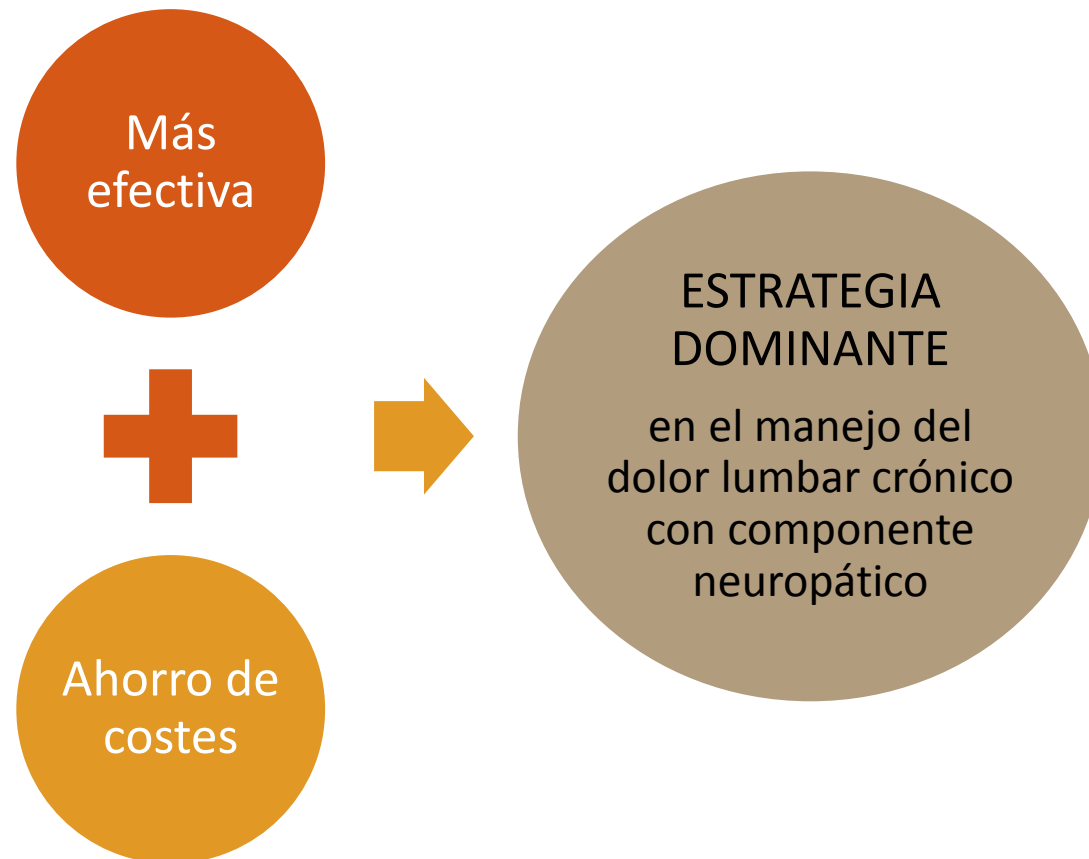 Más
efectiva
Ahorro de
costes
ESTRATEGIA
DOMINANTE
en el manejo del
dolor lumbar crónico
con componente
neuropático